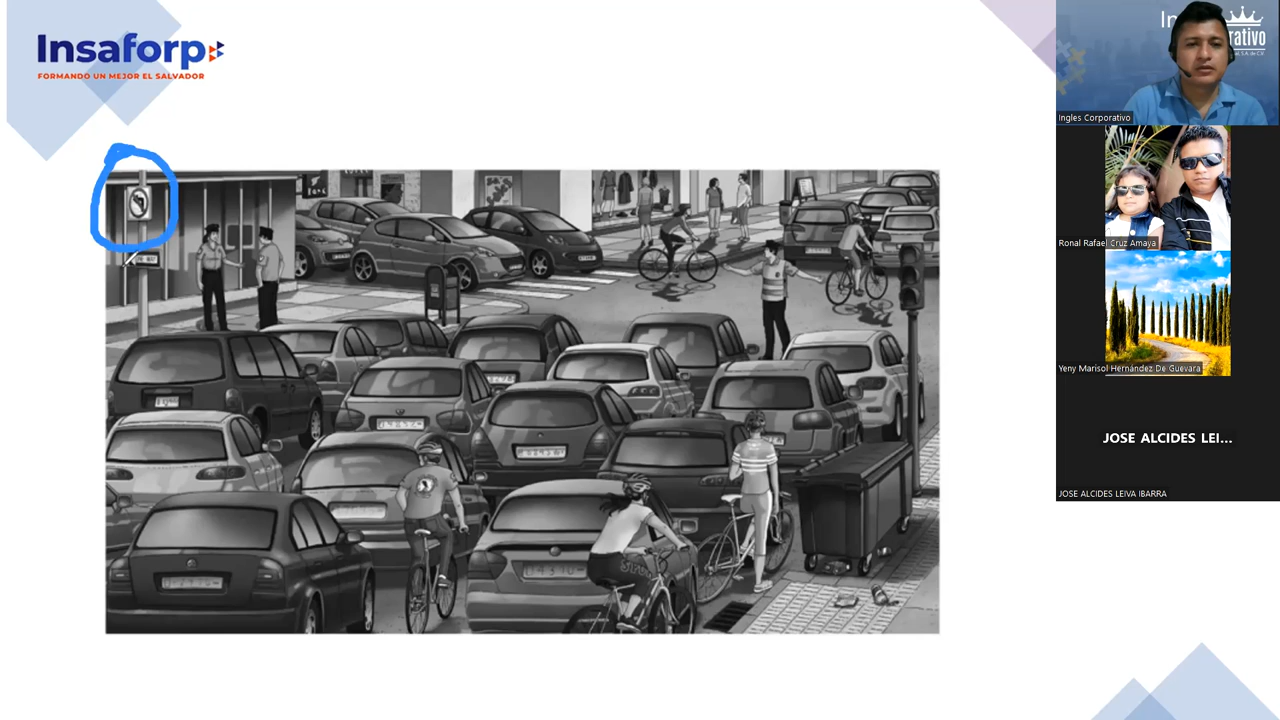 Insaforp
FORMANDO UN MEJOR EL SALVADOR
Ingles Corporativo
Ronal Rafael Cruz Amaya
Yeny Marisol Hernández De Guevara
JOSE ALCIDES LEI...
JOSE ALCIDES LEIVA IBARRA